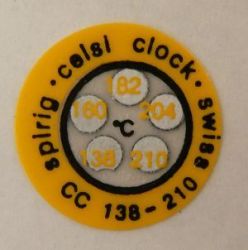 spirig · celsi clock · swiss
CC 138-210
182
160 204
°C
138 210